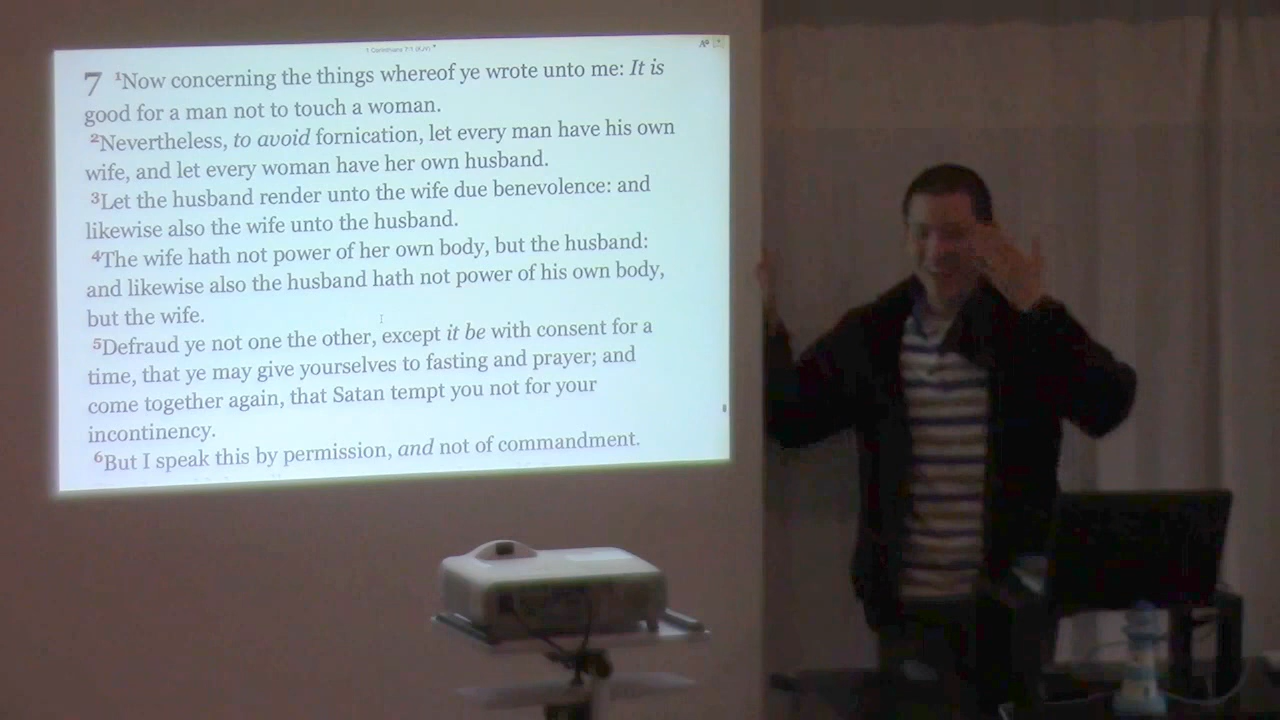 1 Corinthians 7:1 (KJV)
7 1Now concerning the things whereof ye wrote unto me: It is
good for a man not to touch a woman.
2Nevertheless, to avoid fornication, let every man have his own
wife, and let every woman have her own husband.
3Let the husband render unto the wife due benevolence: and
likewise also the wife unto the husband.
4The wife hath not power of her own body, but the husband:
and likewise also the husband hath not power of his own body,
but the wife.
5Defraud ye not one the other, except it be with consent for a
time, that ye may give yourselves to fasting and prayer; and
come together again, that Satan tempt you not for your
incontinency.
6But I speak this by permission, and not of commandment.